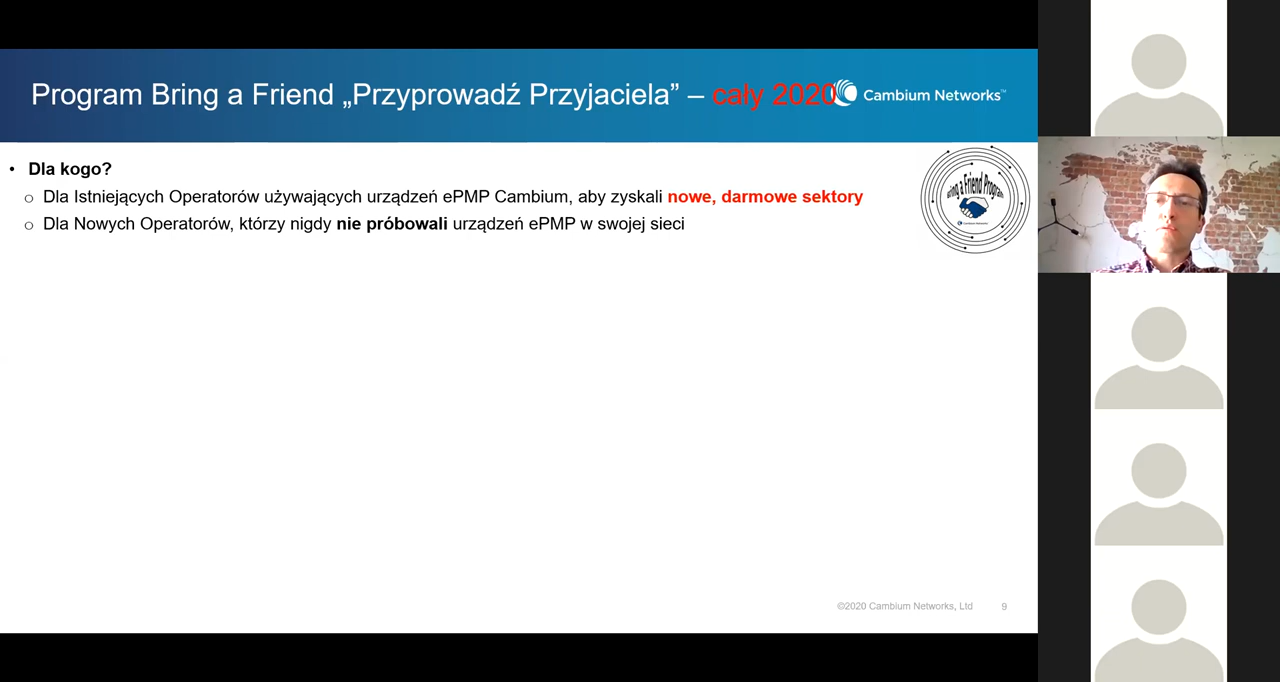 Program Bring a Friend „Przyprowadź Przyjaciela” – cały 2020
Cambium Networks™
• Dla kogo?
o Dla Istniejących Operatorów używających urządzeń ePMP Cambium, aby zyskali nowe, darmowe sektory
o Dla Nowych Operatorów, którzy nigdy nie próbowali urządzeń ePMP w swojej sieci
Bring a Friend Program
Cambium Networks
©2020 Cambium Networks, Ltd
9